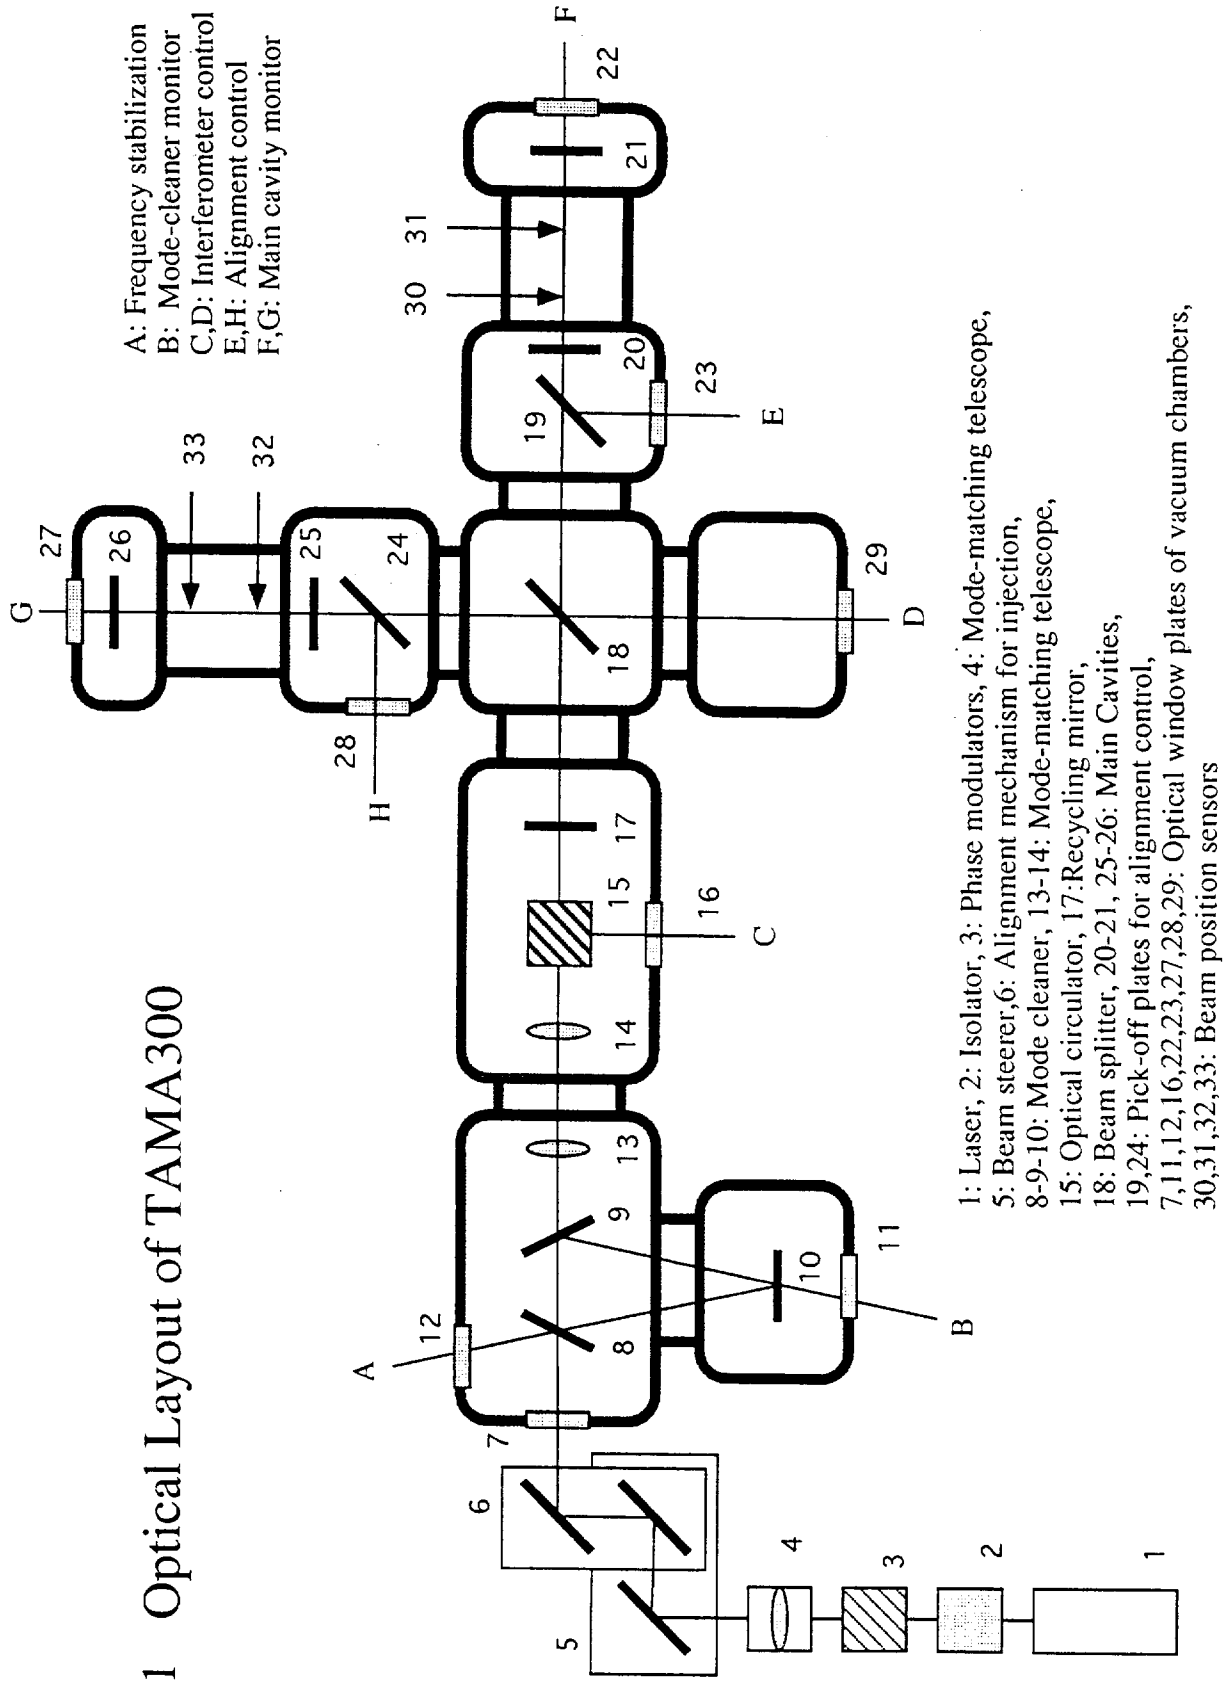 1 Optical Layout of TAMA300
A: Frequency stabilization
B: Mode-cleaner monitor
C,D: Interferometer control
E,H: Alignment control
F,G: Main cavity monitor
G
27
26
33
32
25
24
28
H
F
22
21
31
30
20
19
23
E
18
29
D
17
15
16
C
14
13
12
A
9
8
10
11
B
7
6
5
4
3
2
1
1: Laser, 2: Isolator, 3: Phase modulators, 4: Mode-matching telescope,
5: Beam steerer,6: Alignment mechanism for injection,
8-9-10: Mode cleaner, 13-14: Mode-matching telescope,
15: Optical circulator, 17:Recycling mirror,
18: Beam splitter, 20-21, 25-26: Main Cavities,
19,24: Pick-off plates for alignment control,
7,11,12,16,22,23,27,28,29: Optical window plates of vacuum chambers,
30,31,32,33: Beam position sensors